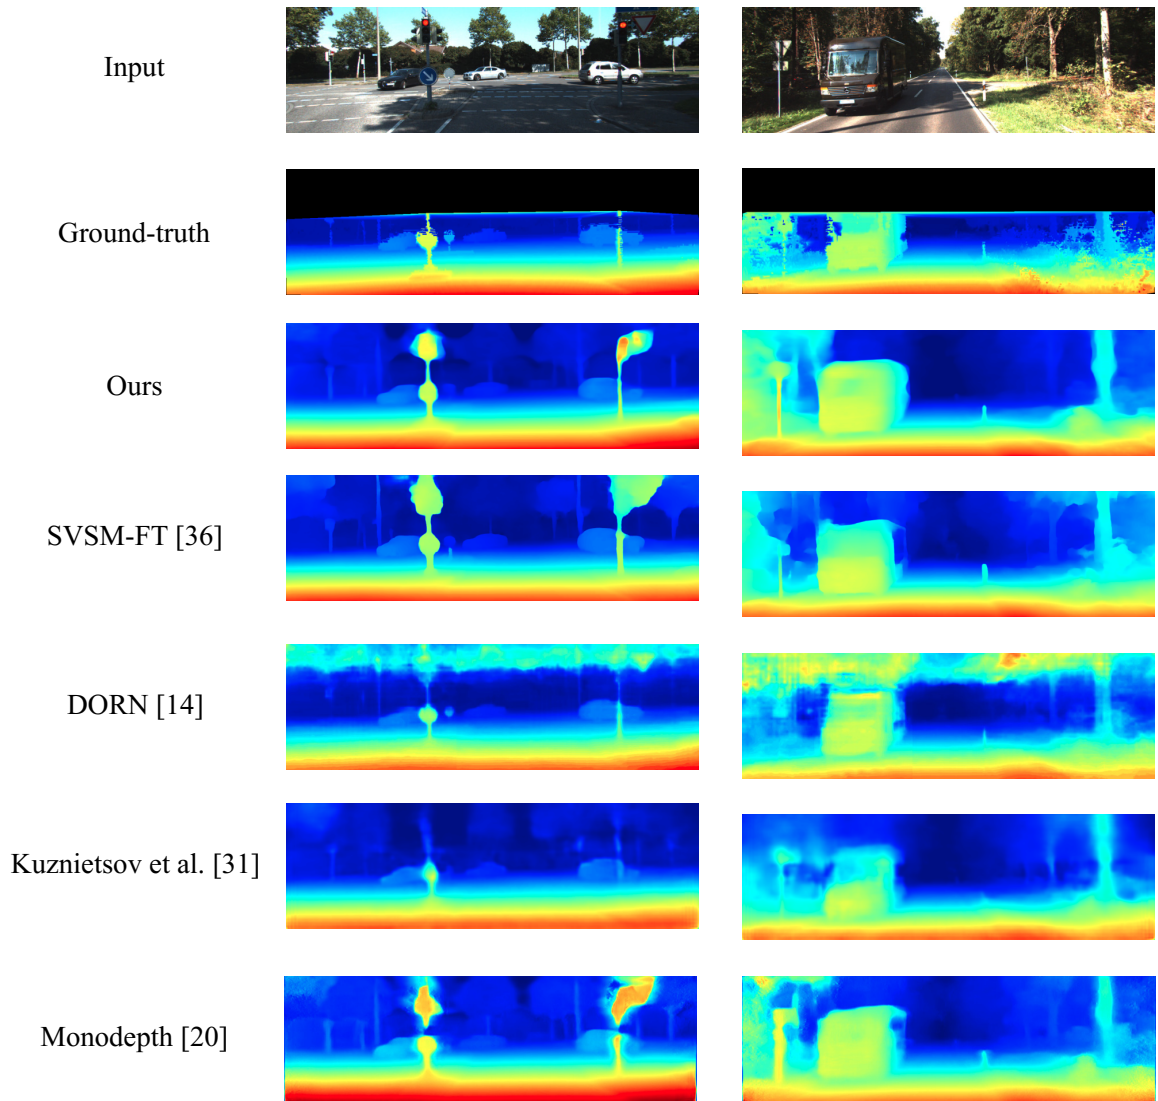 Input
Ground-truth
Ours
SVSM-FT [36]
DORN [14]
Kuznietsov et al. [31]
Monodepth [20]